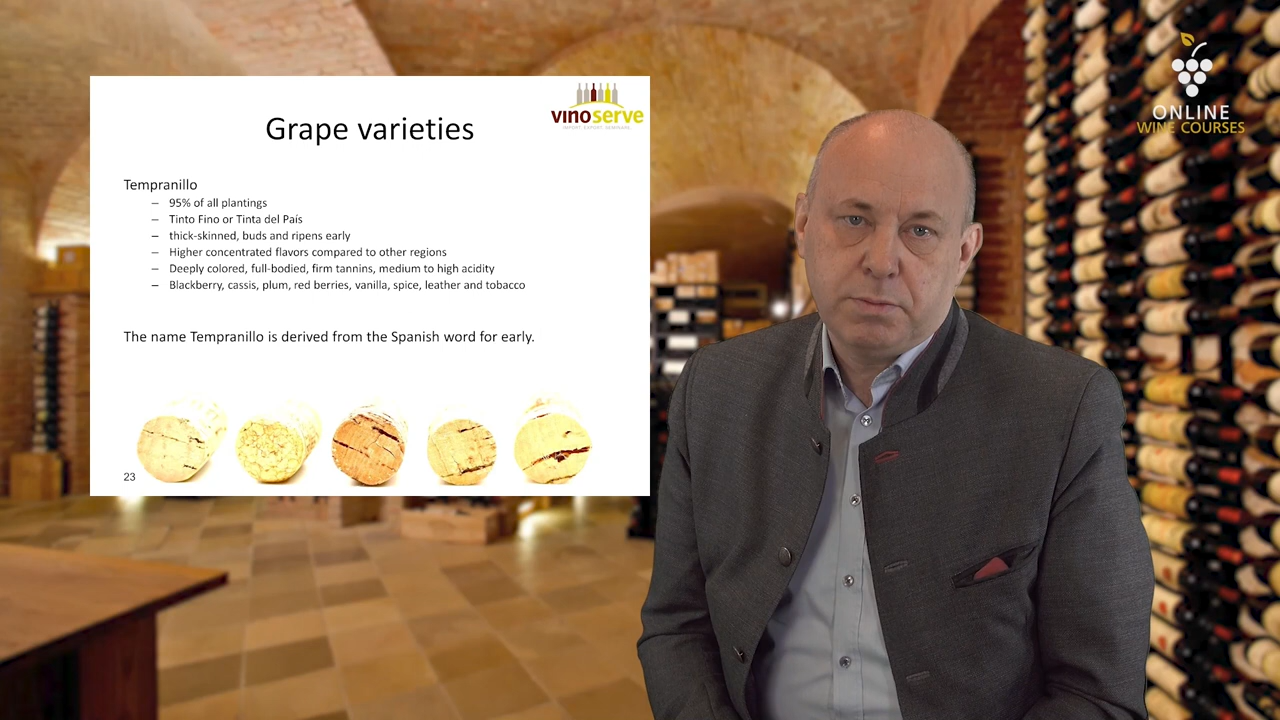 vinoserve
IMPORT EXPORT SEMINARE
Grape varieties
Tempranillo
– 95% of all plantings
– Tinto Fino or Tinta del País
– thick-skinned, buds and ripens early
– Higher concentrated flavors compared to other regions
– Deeply colored, full-bodied, firm tannins, medium to high acidity
– Blackberry, cassis, plum, red berries, vanilla, spice, leather and tobacco
The name Tempranillo is derived from the Spanish word for early.
23
ONLINE
WINE COURSES